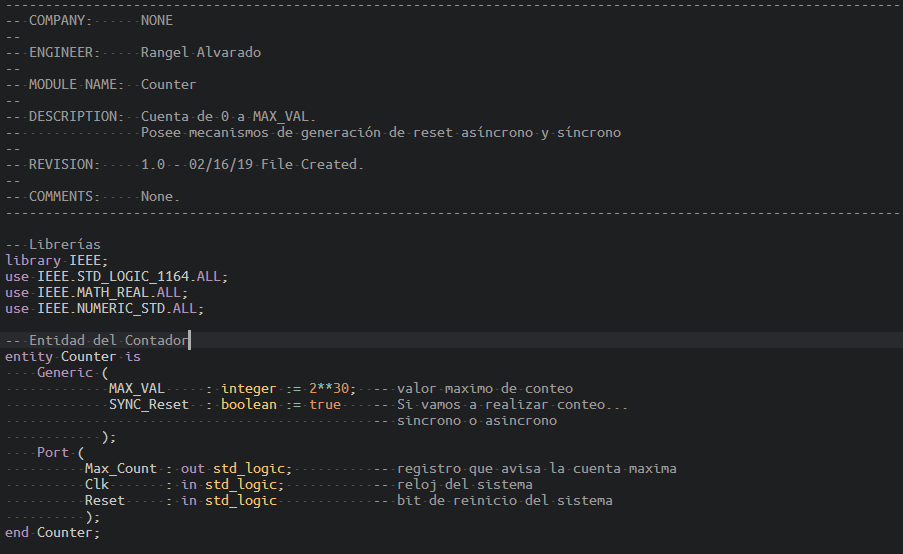 ----------------------------------------------------------------------------------------------------------------
-- COMPANY:      NONE
--
-- ENGINEER:     Rangel Alvarado
--
-- MODULE NAME:  Counter
--
-- DESCRIPTION:  Cuenta de 0 a MAX_VAL.
--               Posee mecanismos de generación de reset asíncrono y síncrono
--
-- REVISION:     1.0 - 02/16/19 File Created.
--
-- COMMENTS:     None.
----------------------------------------------------------------------------------------------------------------
-- Librerías
library IEEE;
use IEEE.STD_LOGIC_1164.ALL;
use IEEE.MATH_REAL.ALL;
use IEEE.NUMERIC_STD.ALL;
-- Entidad del Contador
entity Counter is
    Generic (
             MAX_VAL     : integer := 2**30;  -- valor maximo de conteo
             SYNC_Reset  : boolean := true    -- Si vamos a realizar conteo...
                                              -- sincrono o asincrono
            );
    Port (
          Max_Count : out std_logic;          -- registro que avisa la cuenta maxima
          Clk       : in std_logic;           -- reloj del sistema
          Reset     : in std_logic            -- bit de reinicio del sistema
          );
end Counter;